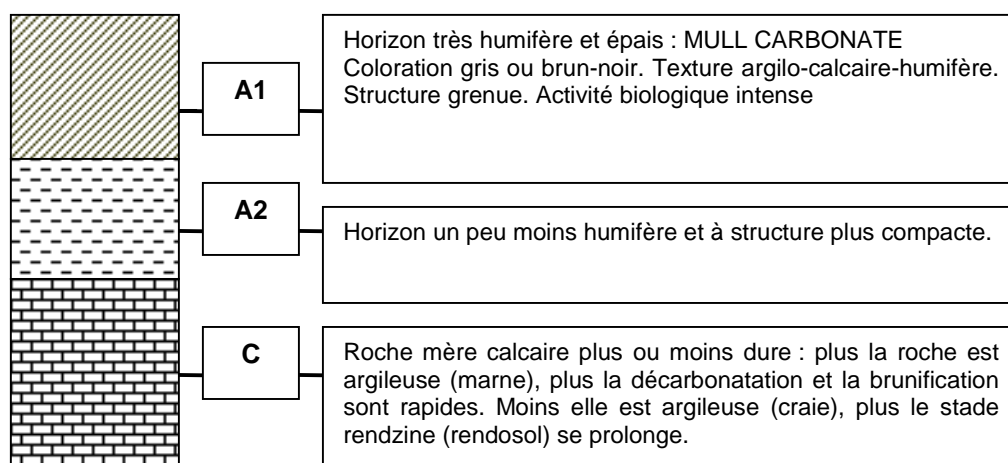 A1
Horizon très humifère et épais : MULL CARBONATE
Coloration gris ou brun-noir. Texture argilo-calcaire-humifère.
Structure grenue. Activité biologique intense
A2
Horizon un peu moins humifère et à structure plus compacte.
C
Roche mère calcaire plus ou moins dure : plus la roche est
argileuse (marne), plus la décarbonatation et la brunification
sont rapides. Moins elle est argileuse (craie), plus le stade
rendzine (rendosol) se prolonge.